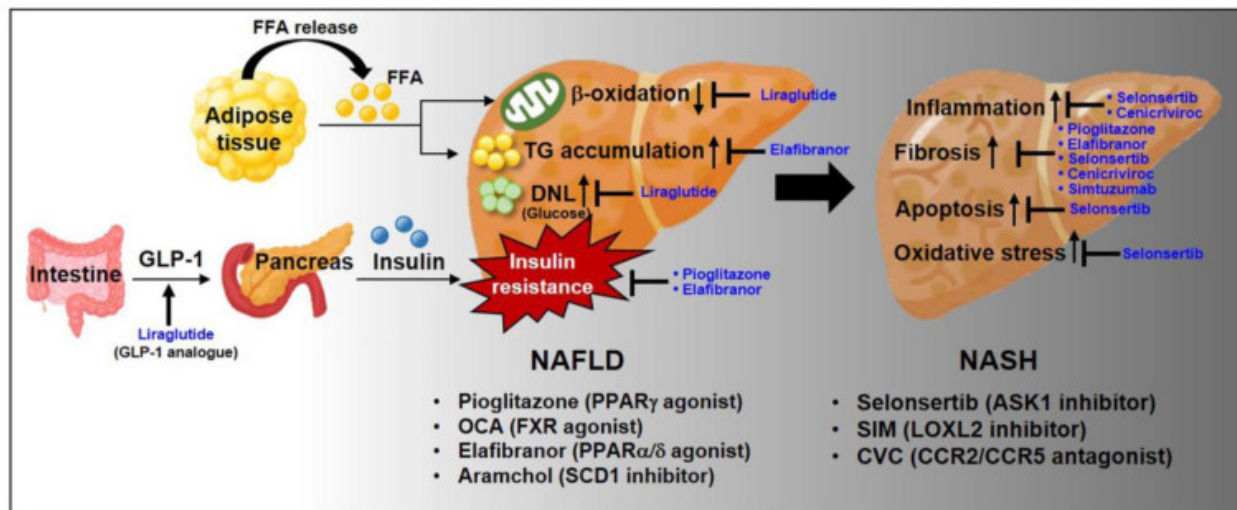 FFA release
FFA
Adipose
tissue
β-oxidation
Liraglutide
TG accumulation
Elafibranor
DNL
(Glucose)
Liraglutide
Intestine
GLP-1
Pancreas
Insulin
Insulin
resistance
• Pioglitazone
• Elafibranor
Liraglutide
(GLP-1 analogue)
Inflammation
• Selonsertib
• Cenicriviroc
Fibrosis
• Pioglitazone
• Elafibranor
• Selonsertib
• Cenicriviroc
• Simtuzumab
Apoptosis
Selonsertib
Oxidative stress
Selonsertib
NAFLD
• Pioglitazone (PPARγ agonist)
• OCA (FXR agonist)
• Elafibranor (PPARα/δ agonist)
• Aramchol (SCD1 inhibitor)
NASH
• Selonsertib (ASK1 inhibitor)
• SIM (LOXL2 inhibitor)
• CVC (CCR2/CCR5 antagonist)